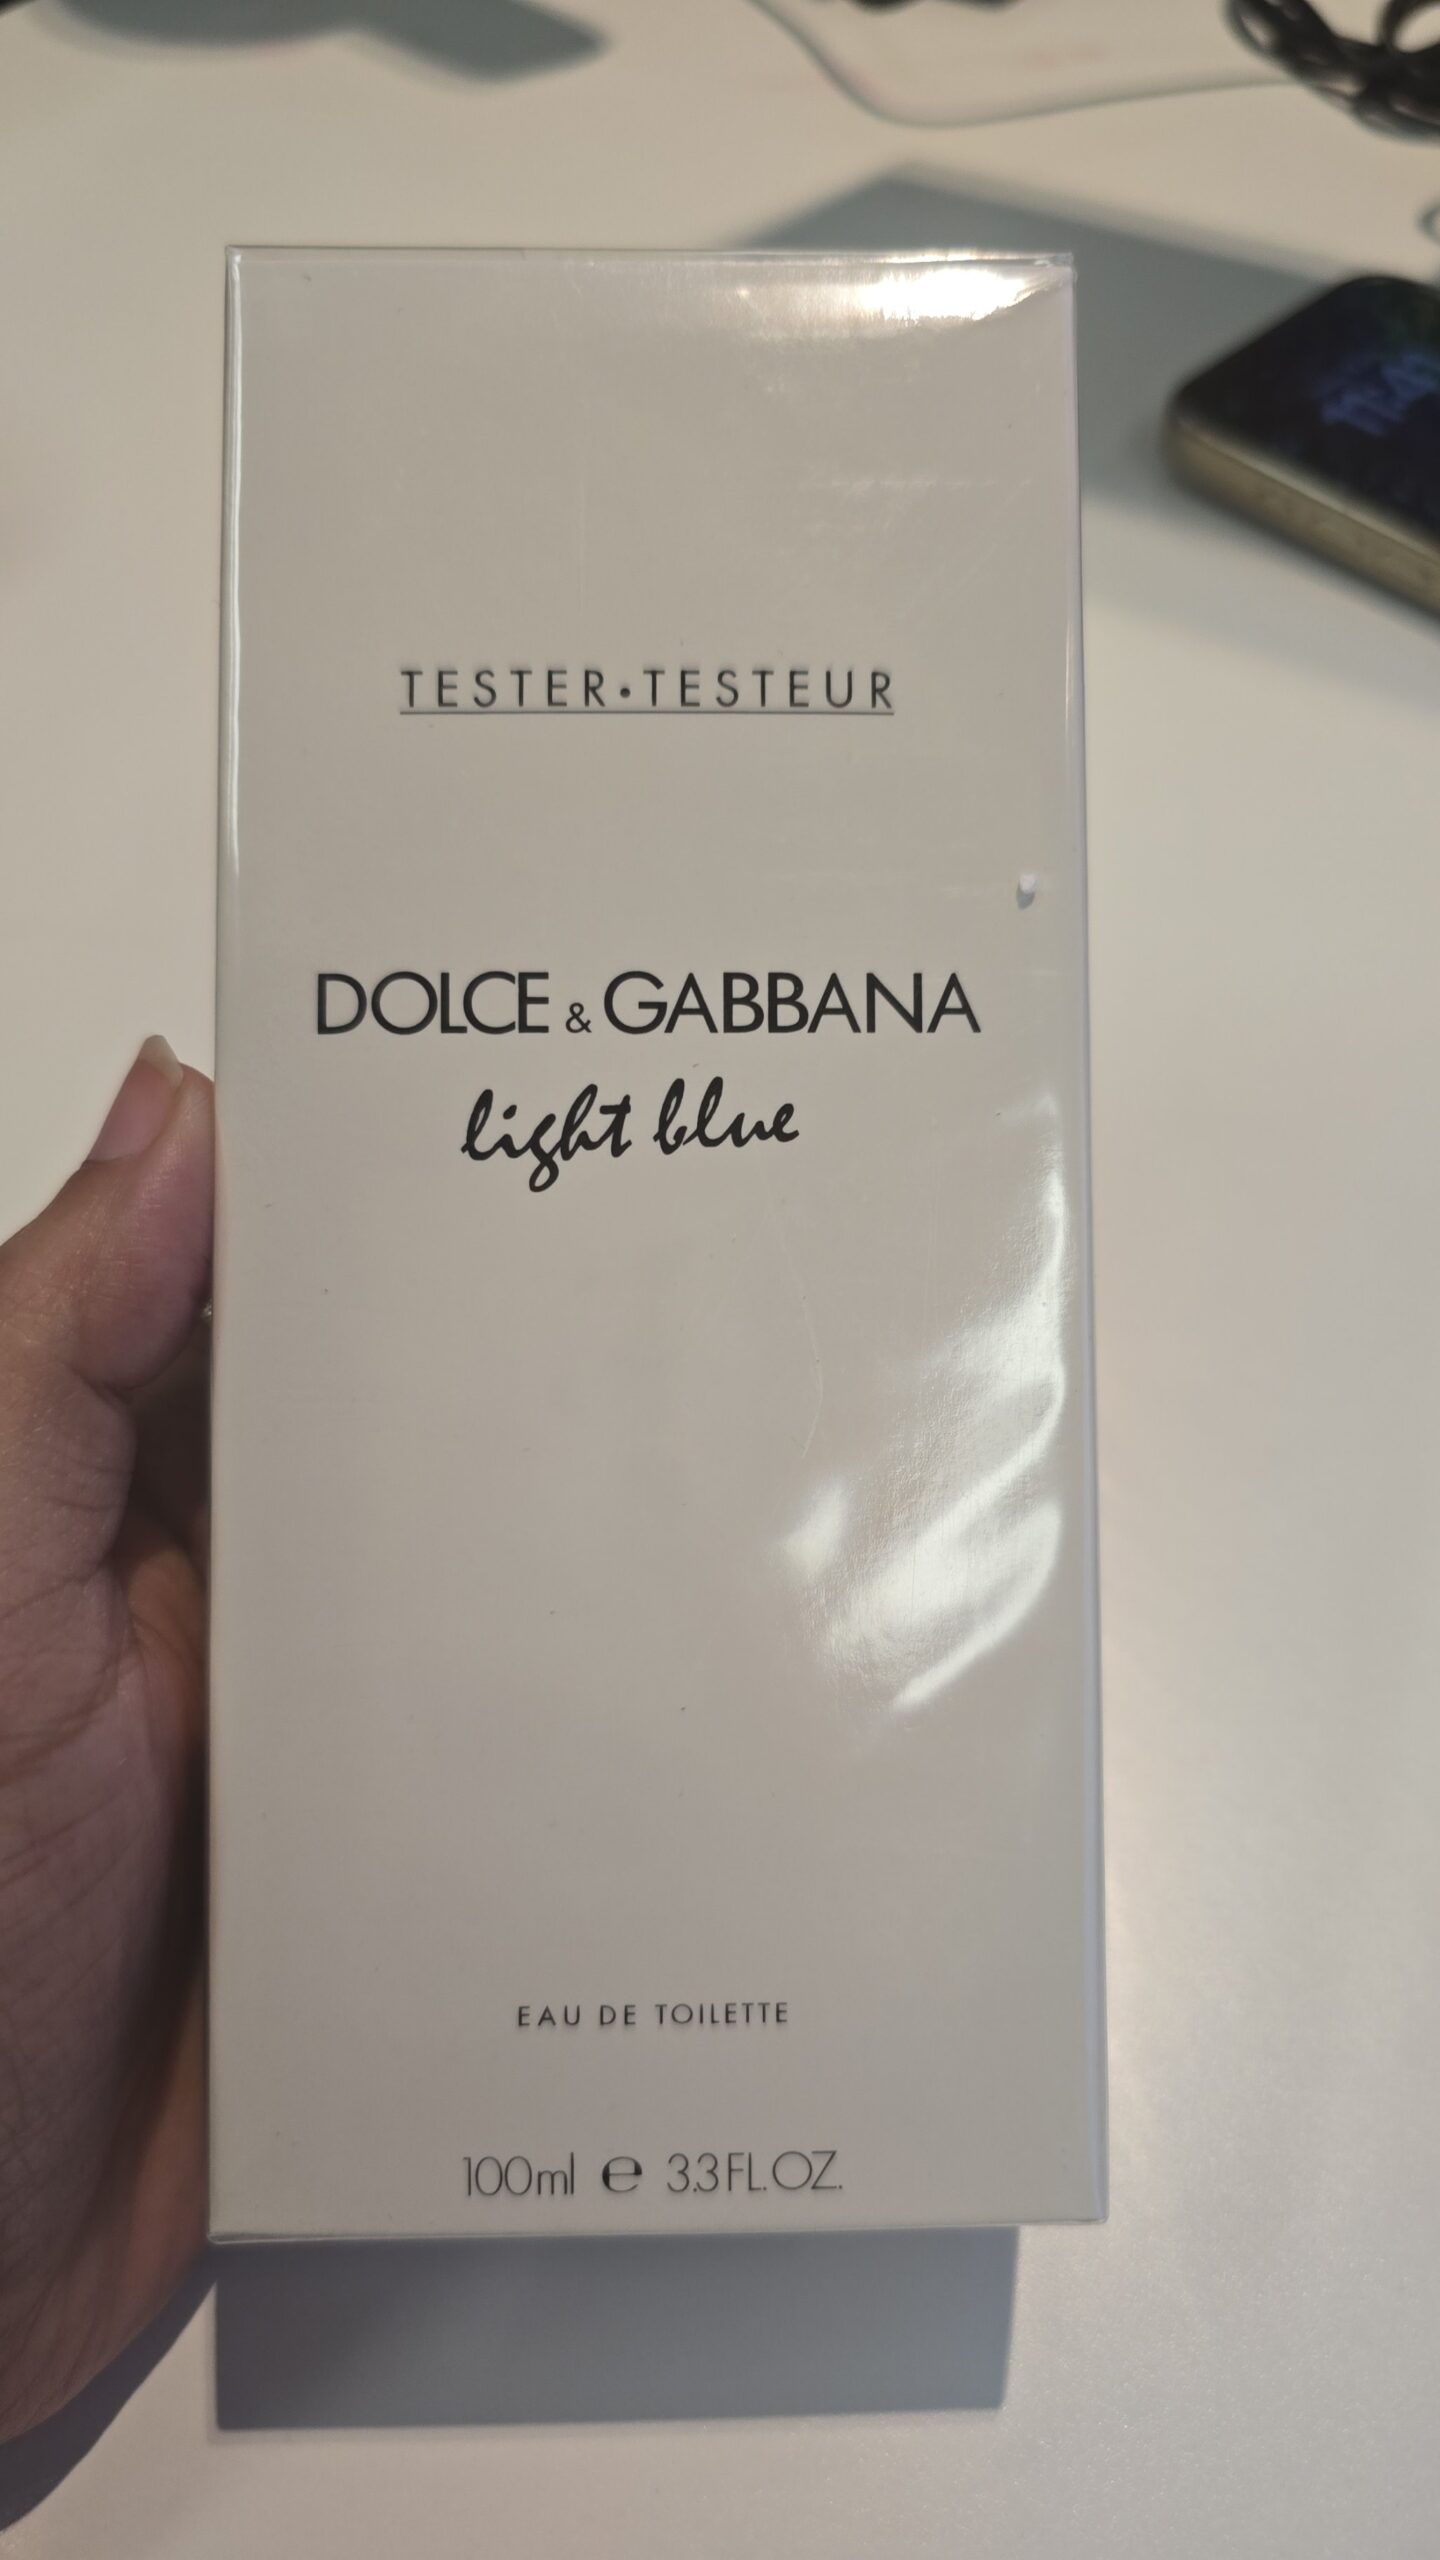 TESTER•TESTEUR
DOLCE & GABBANA
light blue
EAU DE TOILETTE
100ml e 3.3FL.OZ.